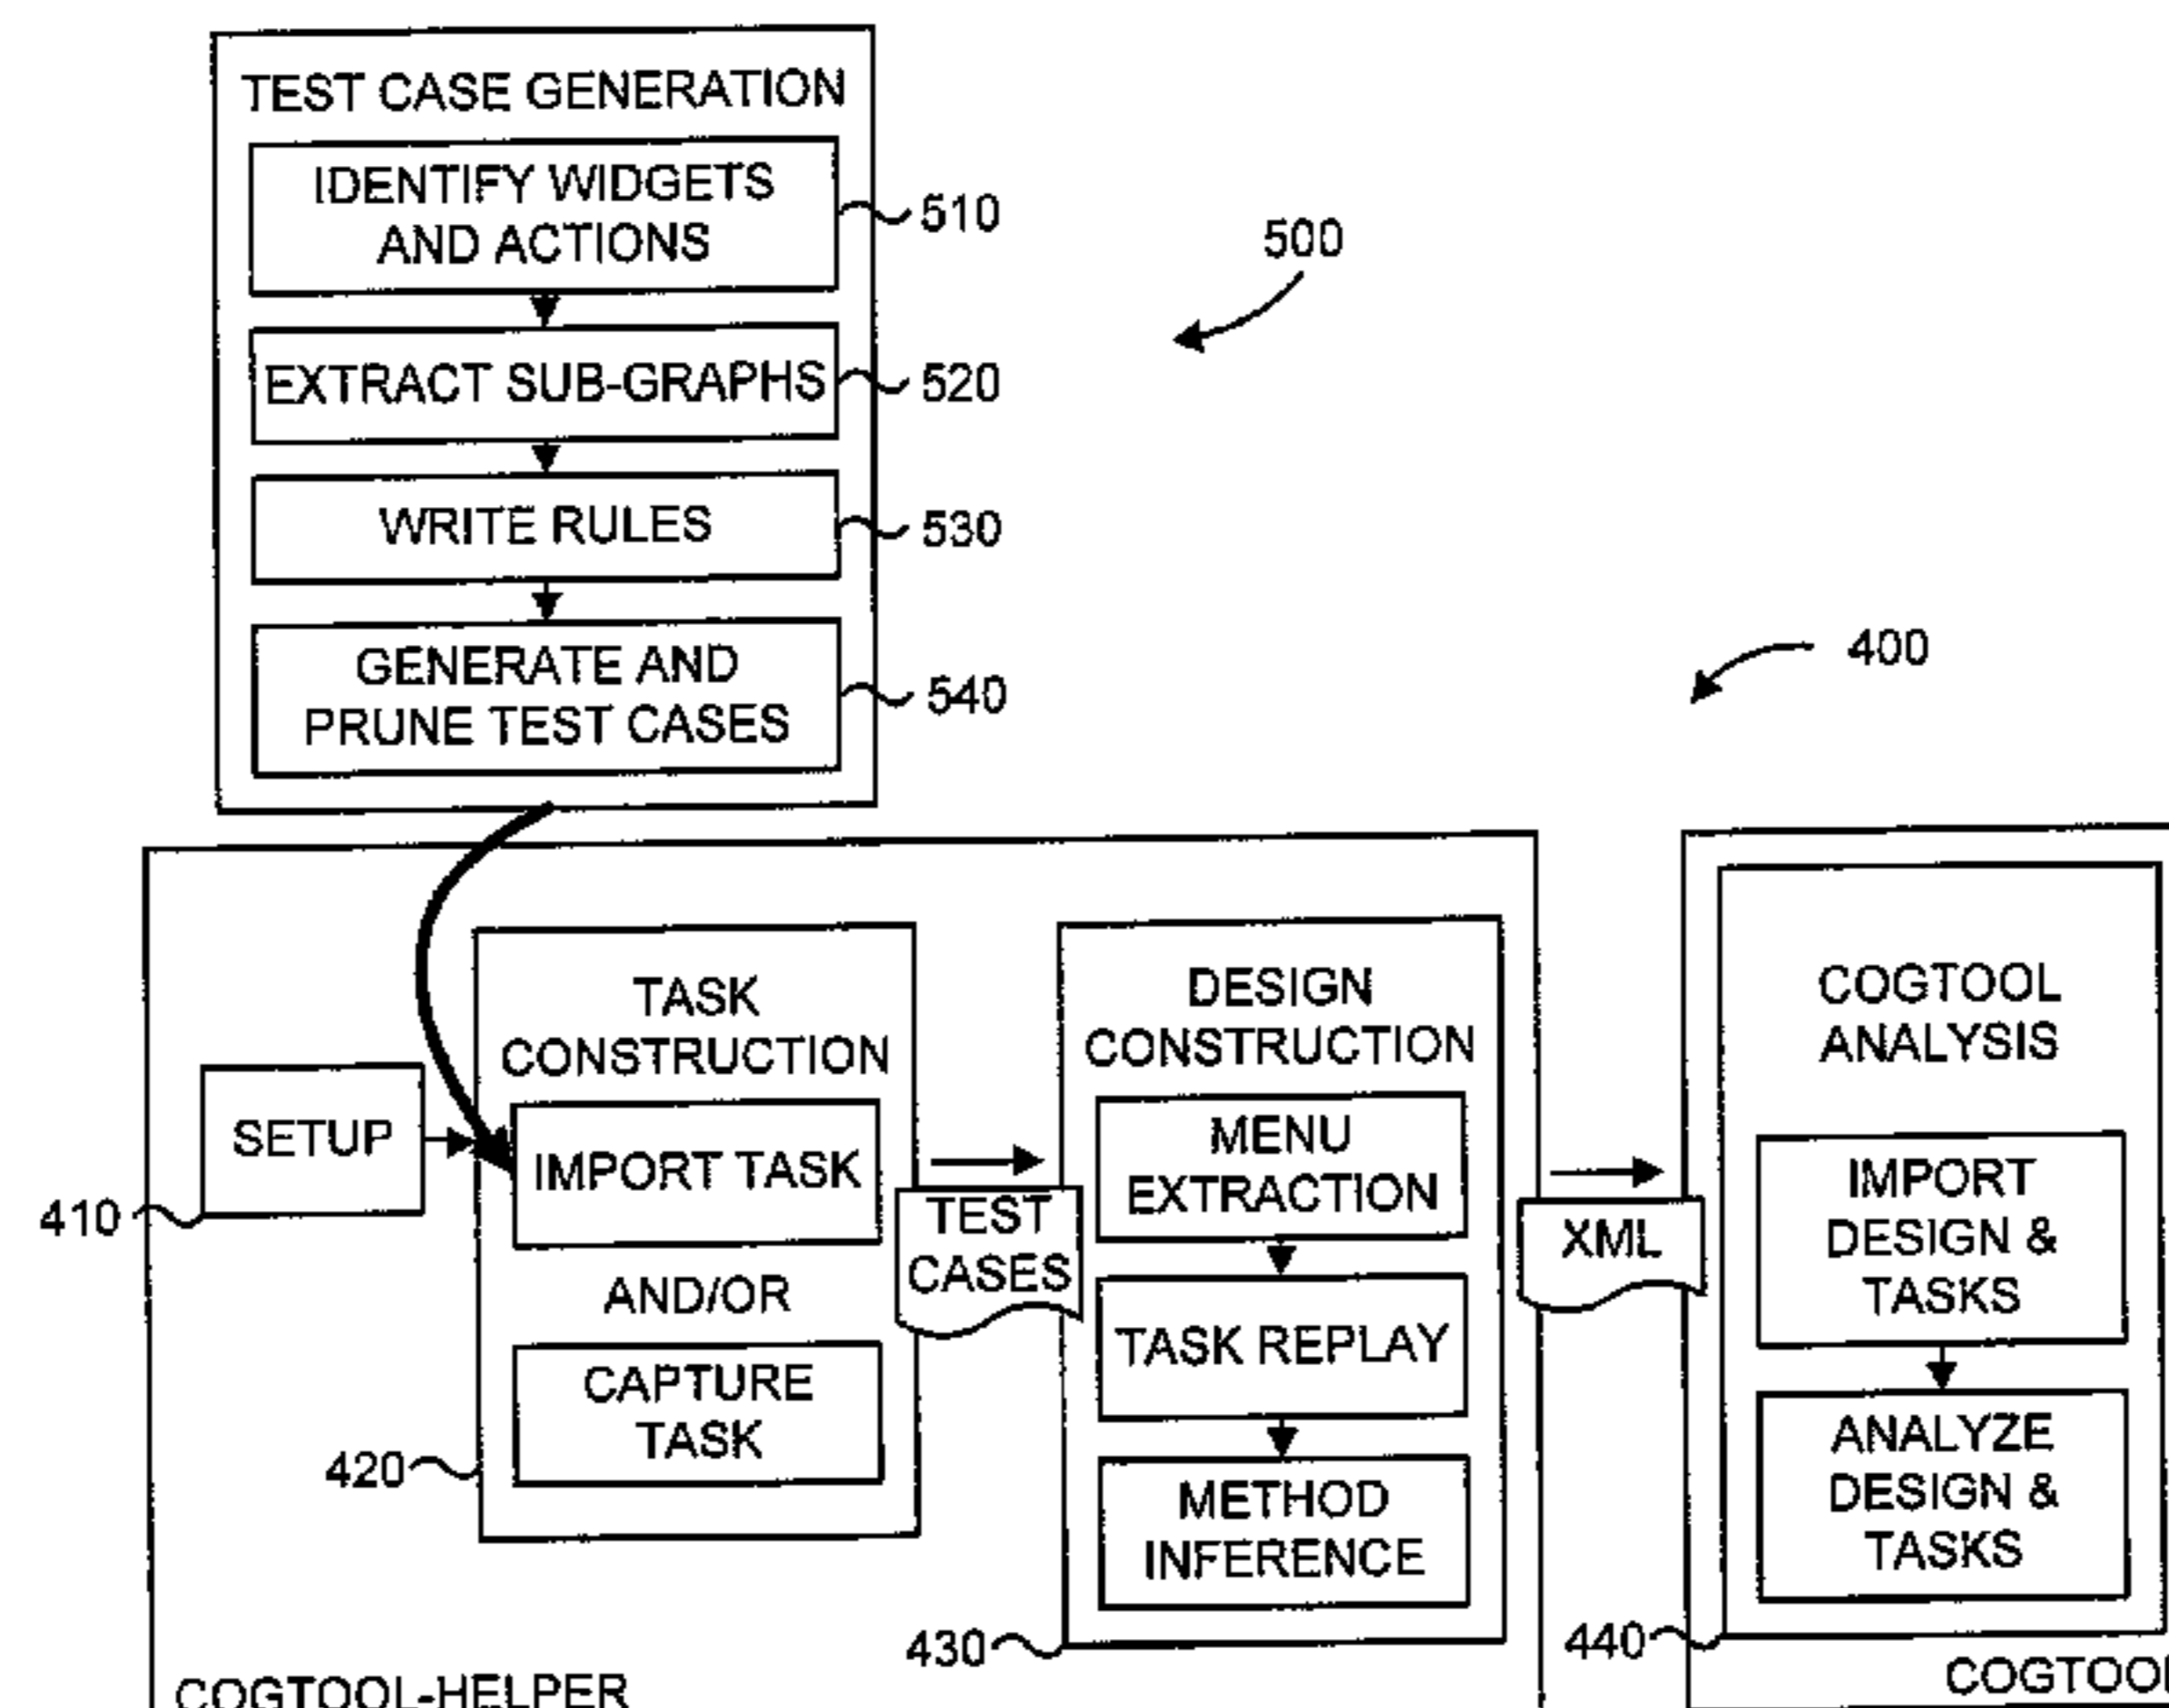 TEST CASE GENERATION
IDENTIFY WIDGETS
AND ACTIONS
510
EXTRACT SUB-GRAPHS
520
WRITE RULES
530
GENERATE AND
PRUNE TEST CASES
540
500
400
SETUP
410
TASK
CONSTRUCTION
IMPORT TASK
AND/OR
CAPTURE
TASK
420
TEST
CASES
DESIGN
CONSTRUCTION
MENU
EXTRACTION
TASK REPLAY
METHOD
INFERENCE
430
XML
COGTOOL
ANALYSIS
IMPORT
DESIGN &
TASKS
ANALYZE
DESIGN &
TASKS
440
COGTOOL-HELPER
COGTOOL